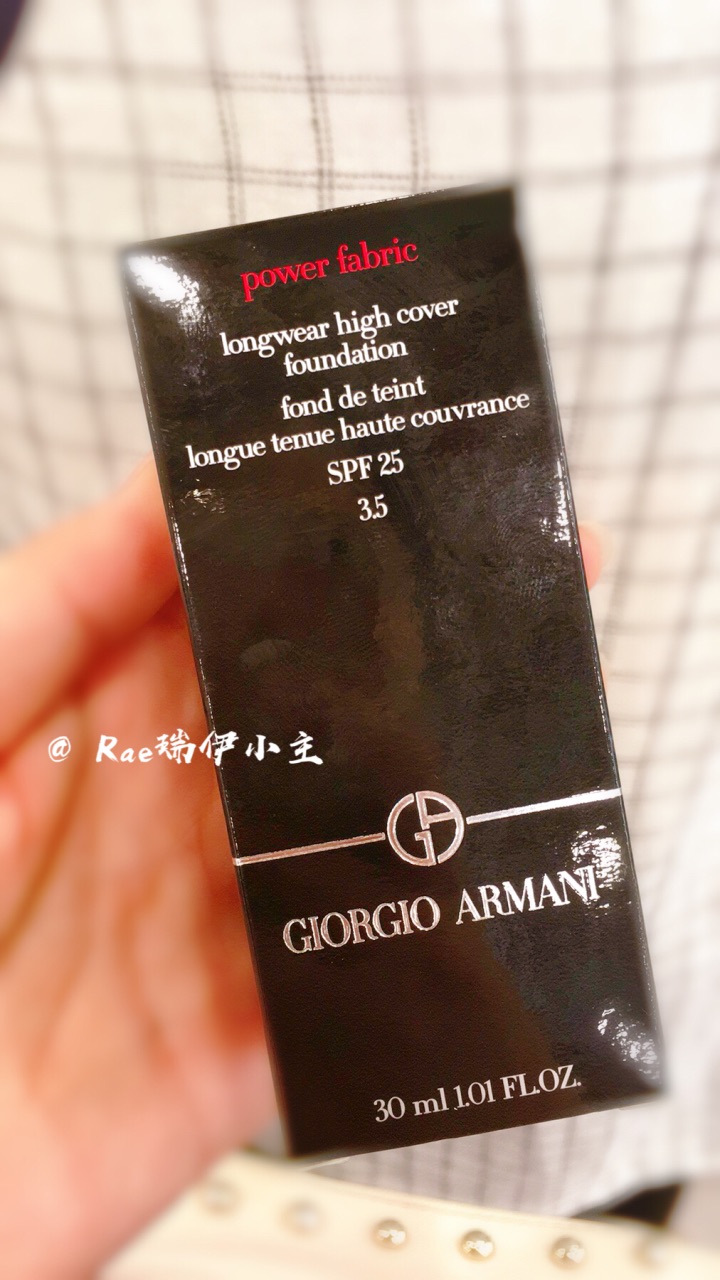 power fabric
longwear high cover
foundation
fond de teint
longue tenue haute couvrance
SPF 25
3.5
@ Rae瑞伊小主
GA
GIORGIO ARMANI
30 ml 1.01 FL.OZ.